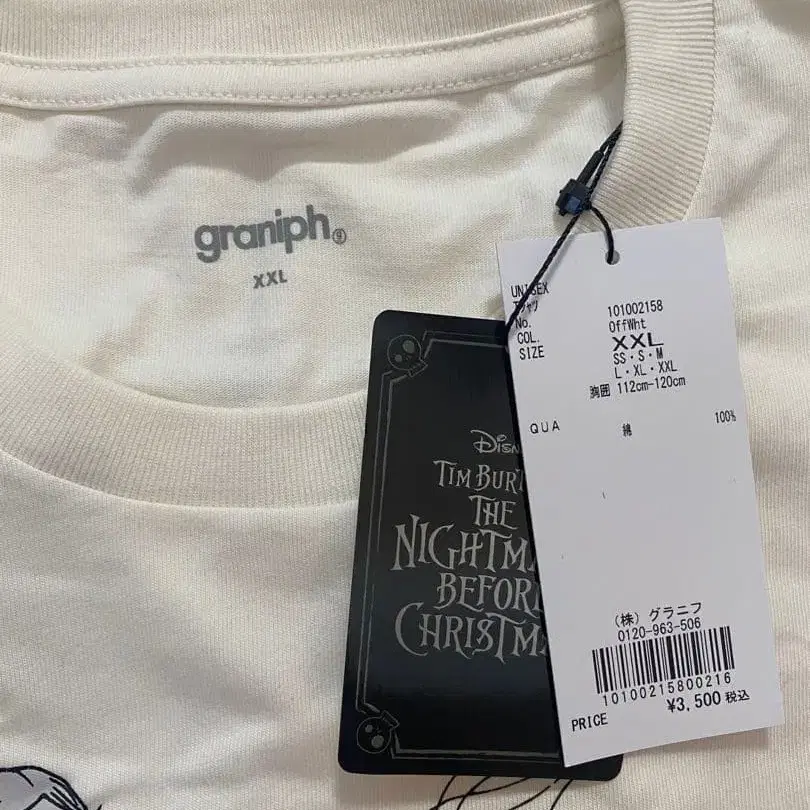 graniph
XXL
Disn
TIM BURT
THE
NIGHTMA
BEFORE
CHRISTMA
UNISEX
Tシャツ
No. 101002158
COL. OffWht
SIZE XXL
SS・S・M
L・XL・XXL
胸囲 112cm-120cm
QUA 綿 100%
(株) グラニフ
0120-963-506
10100215800216
PRICE ¥3,500 税込